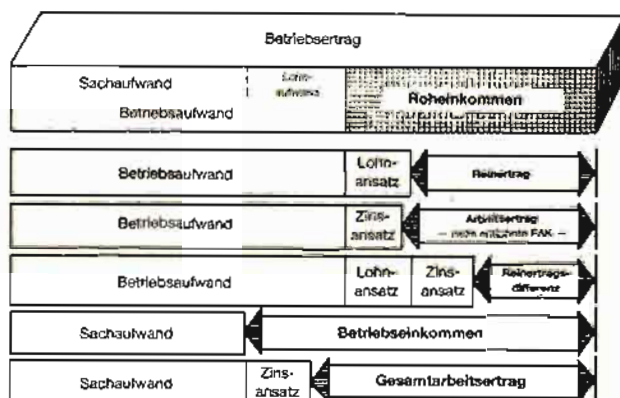 Betriebsertrag
Sachaufwand
Lohn-
aufwand
Betriebsaufwand
Roheinkommen
Betriebsaufwand
Lohn-
ansatz
Reinertrag
Betriebsaufwand
Zins-
ansatz
Arbeitsertrag
— nicht entlohnte FAK —
Betriebsaufwand
Lohn-
ansatz
Zins-
ansatz
Reinertrags-
differenz
Sachaufwand
Betriebseinkommen
Sachaufwand
Zins-
ansatz
Gesamtarbeitsertrag